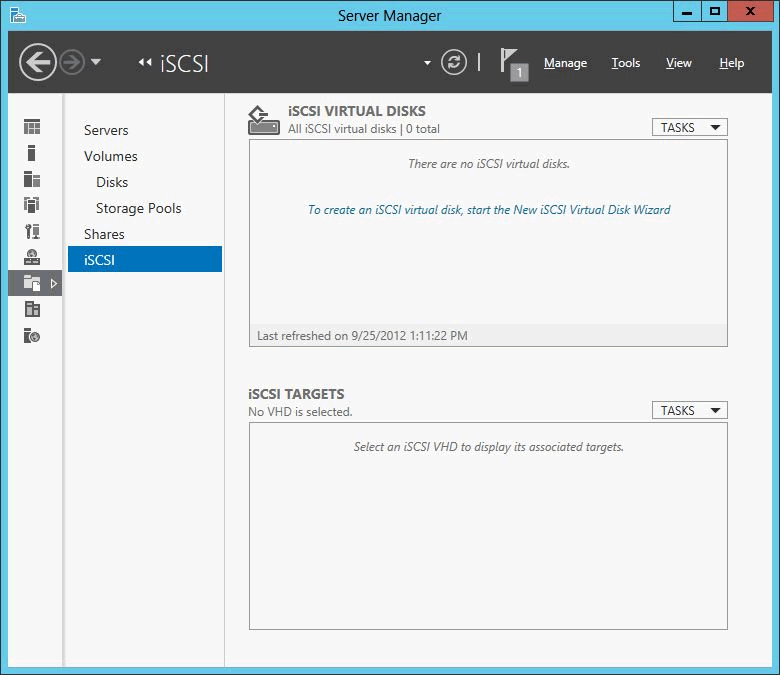 Server Manager
iSCSI
1
Manage
Tools
View
Help
Servers
Volumes
Disks
Storage Pools
Shares
iSCSI
iSCSI VIRTUAL DISKS
All iSCSI virtual disks | 0 total
TASKS
There are no iSCSI virtual disks.
To create an iSCSI virtual disk, start the New iSCSI Virtual Disk Wizard
Last refreshed on 9/25/2012 1:11:22 PM
iSCSI TARGETS
No VHD is selected.
TASKS
Select an iSCSI VHD to display its associated targets.